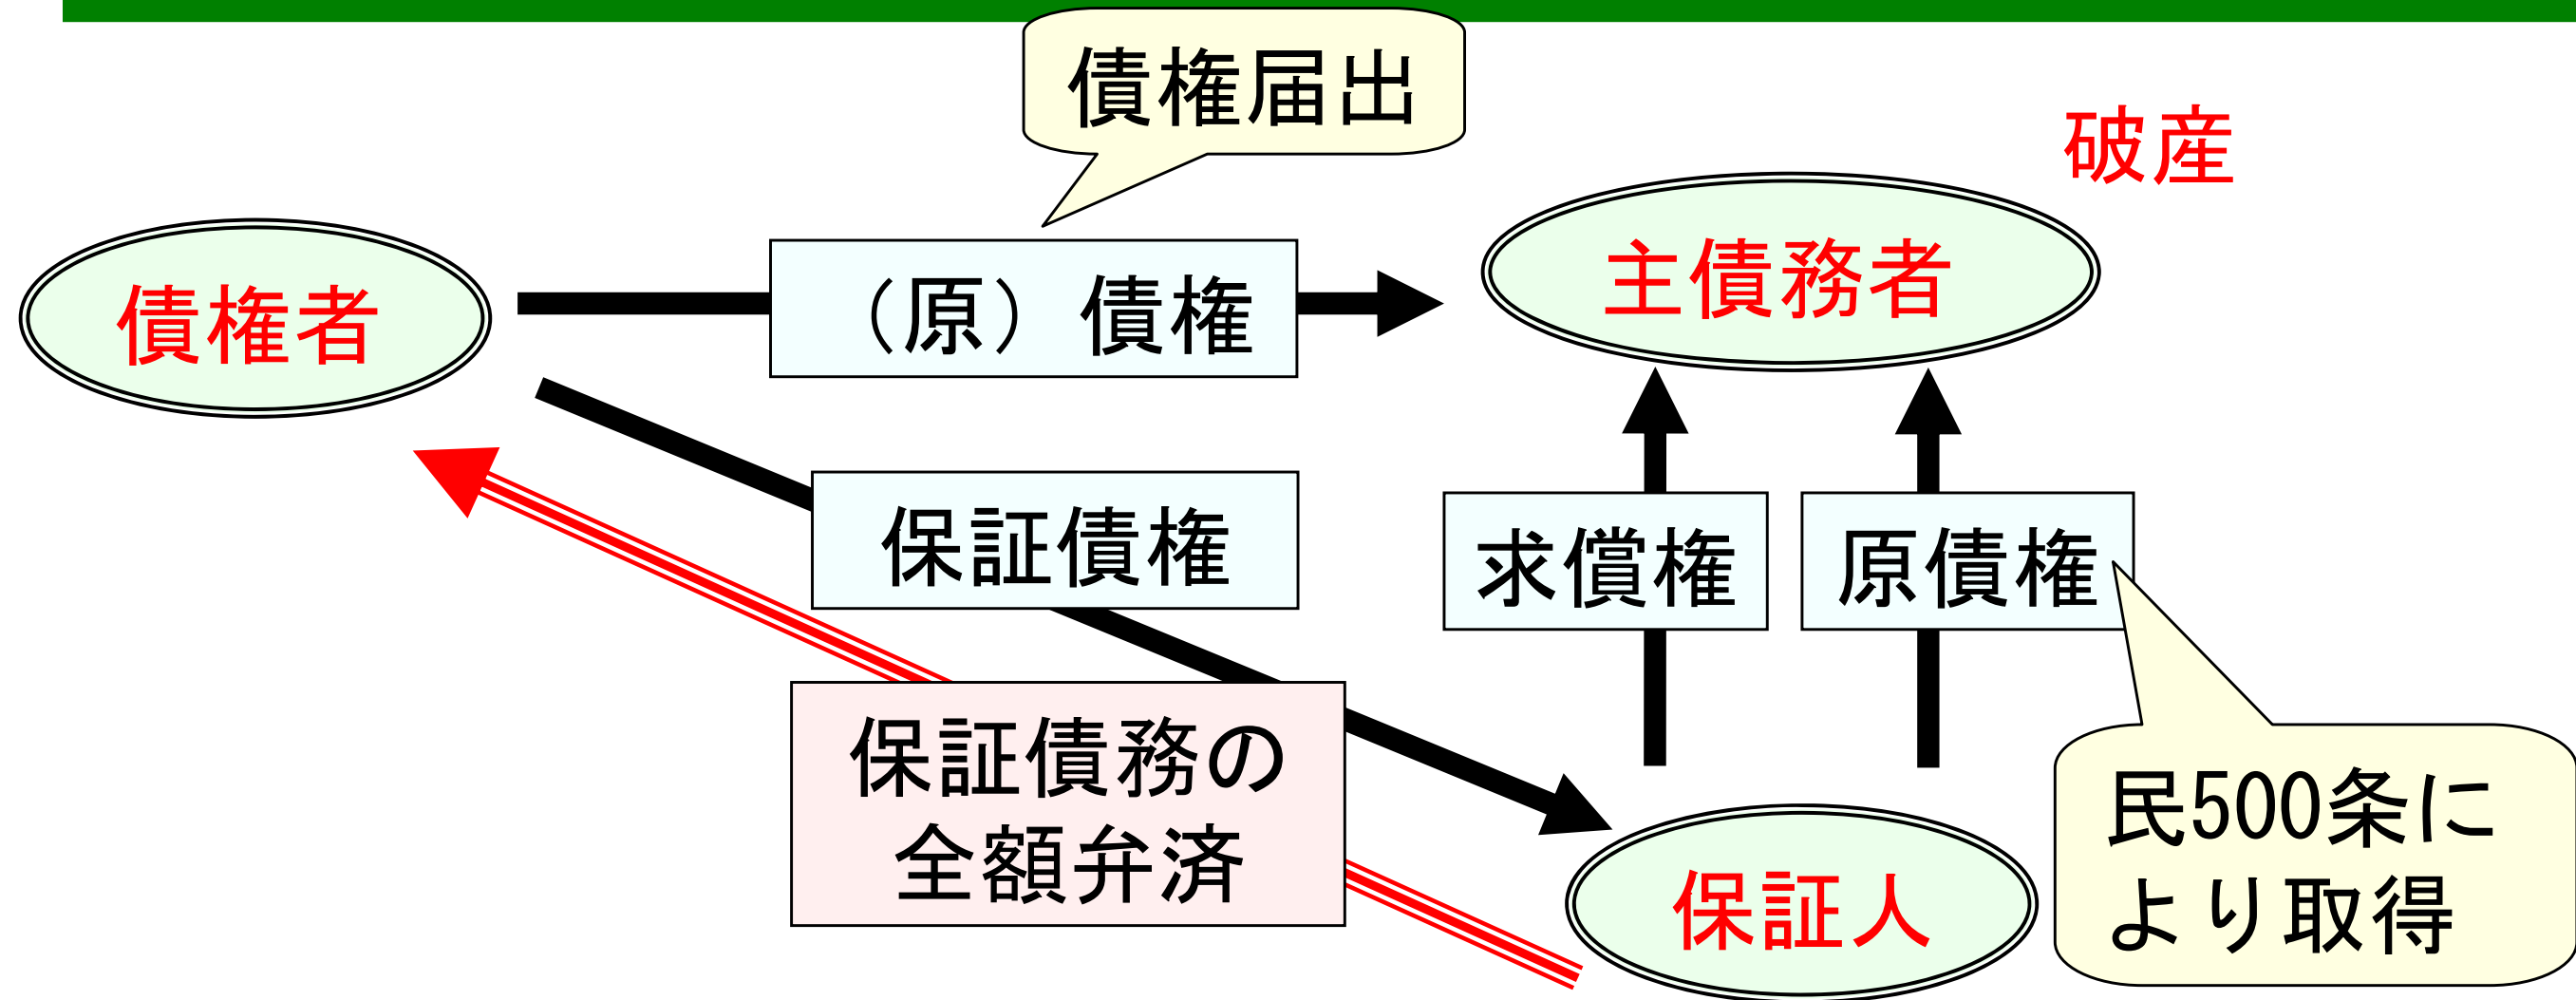 債権届出
破産
債権者
（原）債権
主債務者
保証債権
求償権
原債権
保証債務の
全額弁済
保証人
民500条に
より取得